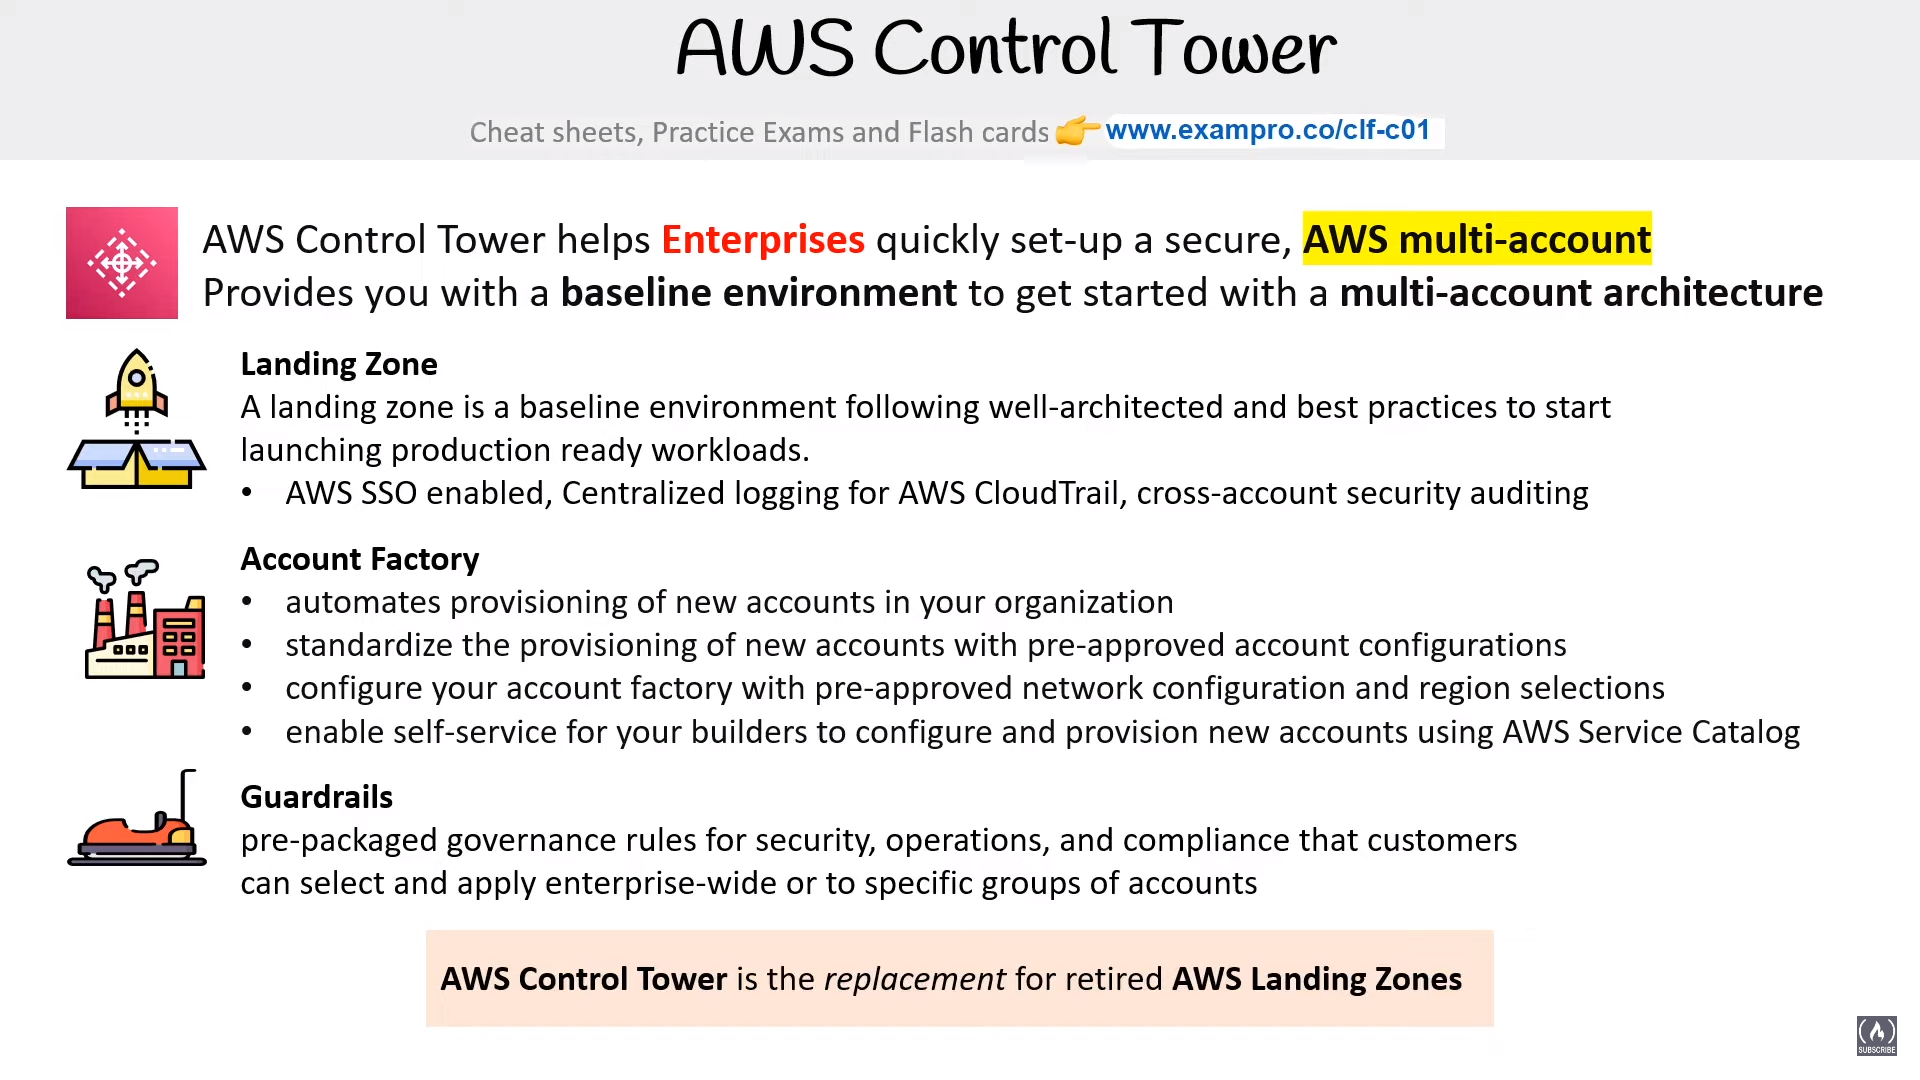 AWS Control Tower
Cheat sheets, Practice Exams and Flash cards 👉 www.exampro.co/clf-c01
AWS Control Tower helps Enterprises quickly set-up a secure, AWS multi-account
Provides you with a baseline environment to get started with a multi-account architecture
Landing Zone
A landing zone is a baseline environment following well-architected and best practices to start
launching production ready workloads.
• AWS SSO enabled, Centralized logging for AWS CloudTrail, cross-account security auditing
Account Factory
• automates provisioning of new accounts in your organization
• standardize the provisioning of new accounts with pre-approved account configurations
• configure your account factory with pre-approved network configuration and region selections
• enable self-service for your builders to configure and provision new accounts using AWS Service Catalog
Guardrails
pre-packaged governance rules for security, operations, and compliance that customers
can select and apply enterprise-wide or to specific groups of accounts
AWS Control Tower is the replacement for retired AWS Landing Zones
SUBSCRIBE